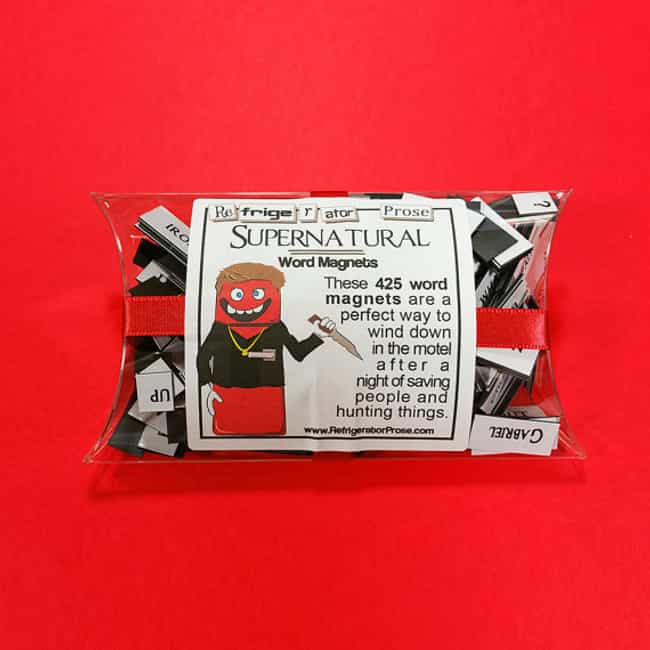 Refrigerator Prose
SUPERNATURAL
Word Magnets
These 425 word
magnets are a
perfect way to
wind down
in the motel
after a
night of saving
people and
hunting things.
www.RefrigeratorProse.com
UP
GABRIEL
?